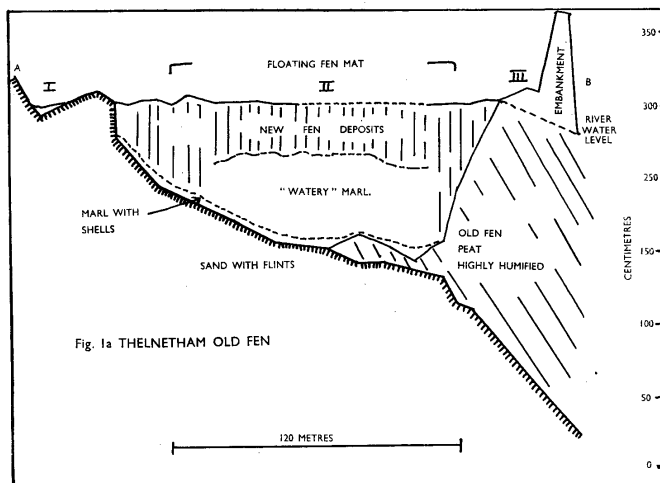 FLOATING FEN MAT
A
I
II
III
EMBANKMENT
B
350
300
250
200
150
100
50
0
CENTIMETRES
RIVER
WATER
LEVEL
NEW FEN DEPOSITS
"WATERY" MARL.
MARL WITH
SHELLS
SAND WITH FLINTS
OLD FEN
PEAT
HIGHLY HUMIFIED
Fig. 1a THELNETHAM OLD FEN
120 METRES